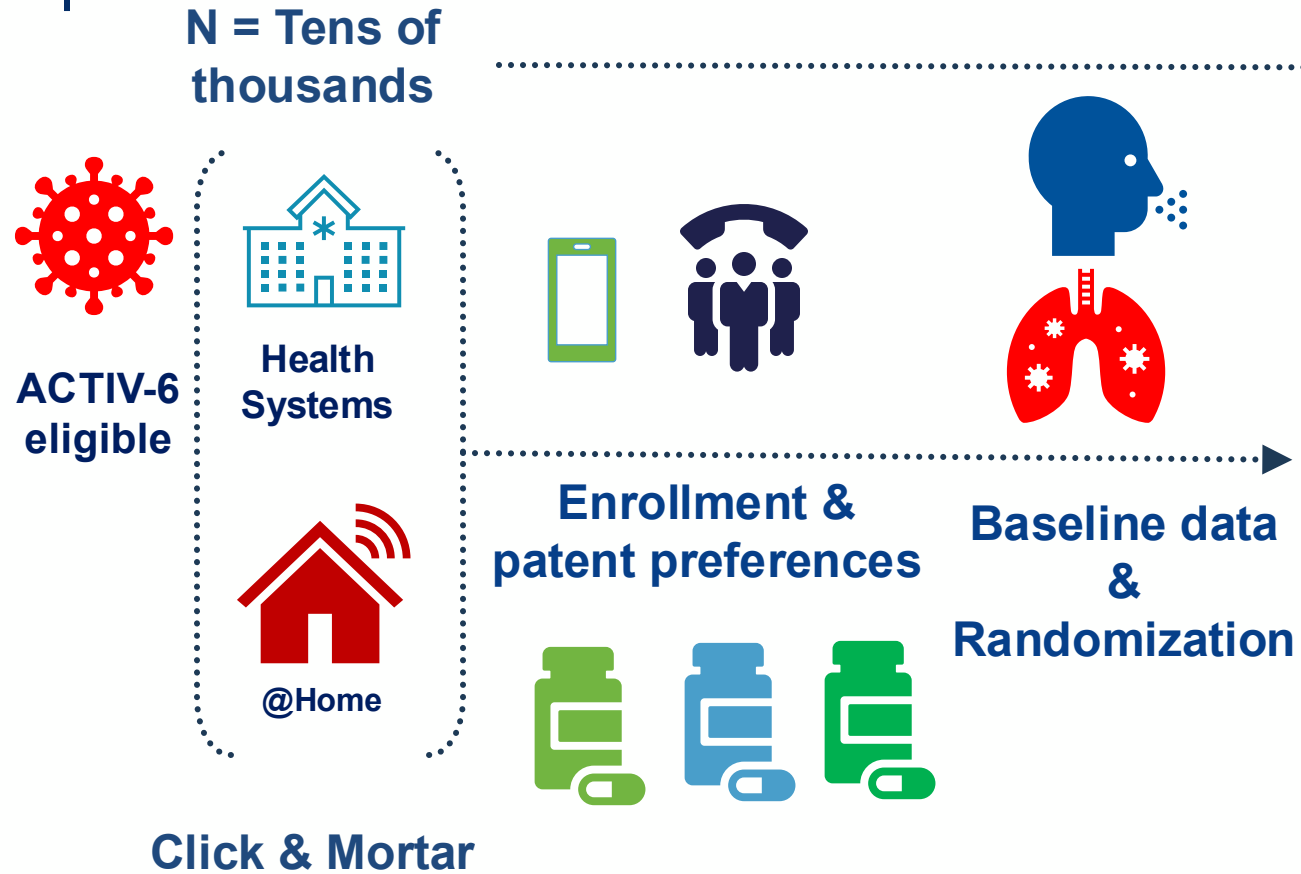 N = Tens of
thousands
ACTIV-6
eligible
Health
Systems
@Home
Click & Mortar
Enrollment &
patent preferences
Baseline data
&
Randomization